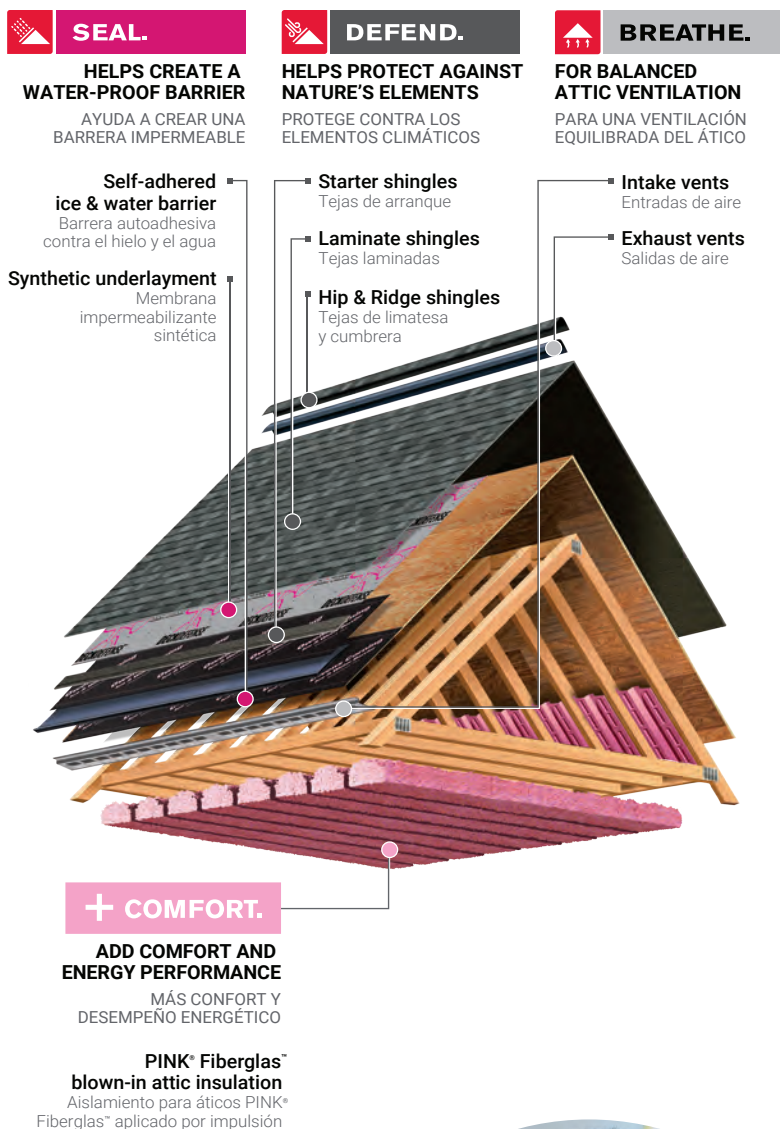 SEAL.
HELPS CREATE A
WATER-PROOF BARRIER
AYUDA A CREAR UNA
BARRERA IMPERMEABLE
Self-adhered
ice & water barrier
Barrera autoadhesiva
contra el hielo y el agua
Synthetic underlayment
Membrana
impermeabilizante
sintética
DEFEND.
HELPS PROTECT AGAINST
NATURE'S ELEMENTS
PROTEGE CONTRA LOS
ELEMENTOS CLIMÁTICOS
Starter shingles
Tejas de arranque
Laminate shingles
Tejas laminadas
Hip & Ridge shingles
Tejas de limatesa
y cumbrera
BREATHE.
FOR BALANCED
ATTIC VENTILATION
PARA UNA VENTILACIÓN
EQUILIBRADA DEL ÁTICO
Intake vents
Entradas de aire
Exhaust vents
Salidas de aire
+ COMFORT.
ADD COMFORT AND
ENERGY PERFORMANCE
MÁS CONFORT Y
DESEMPEÑO ENERGÉTICO
PINK® Fiberglas™
blown-in attic insulation
Aislamiento para áticos PINK®
Fiberglas™ aplicado por impulsión